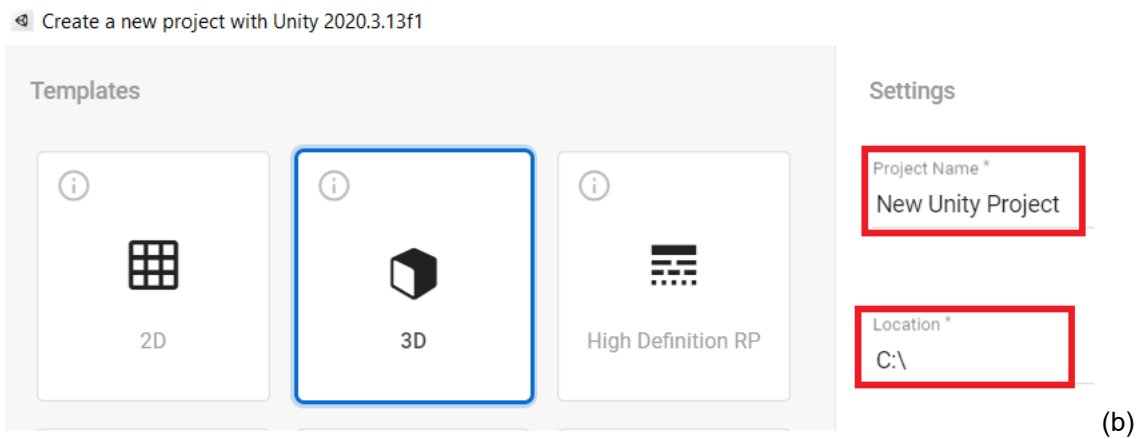 Create a new project with Unity 2020.3.13f1
Templates
Settings
Project Name *
New Unity Project
2D
3D
High Definition RP
Location *
C:\
(b)